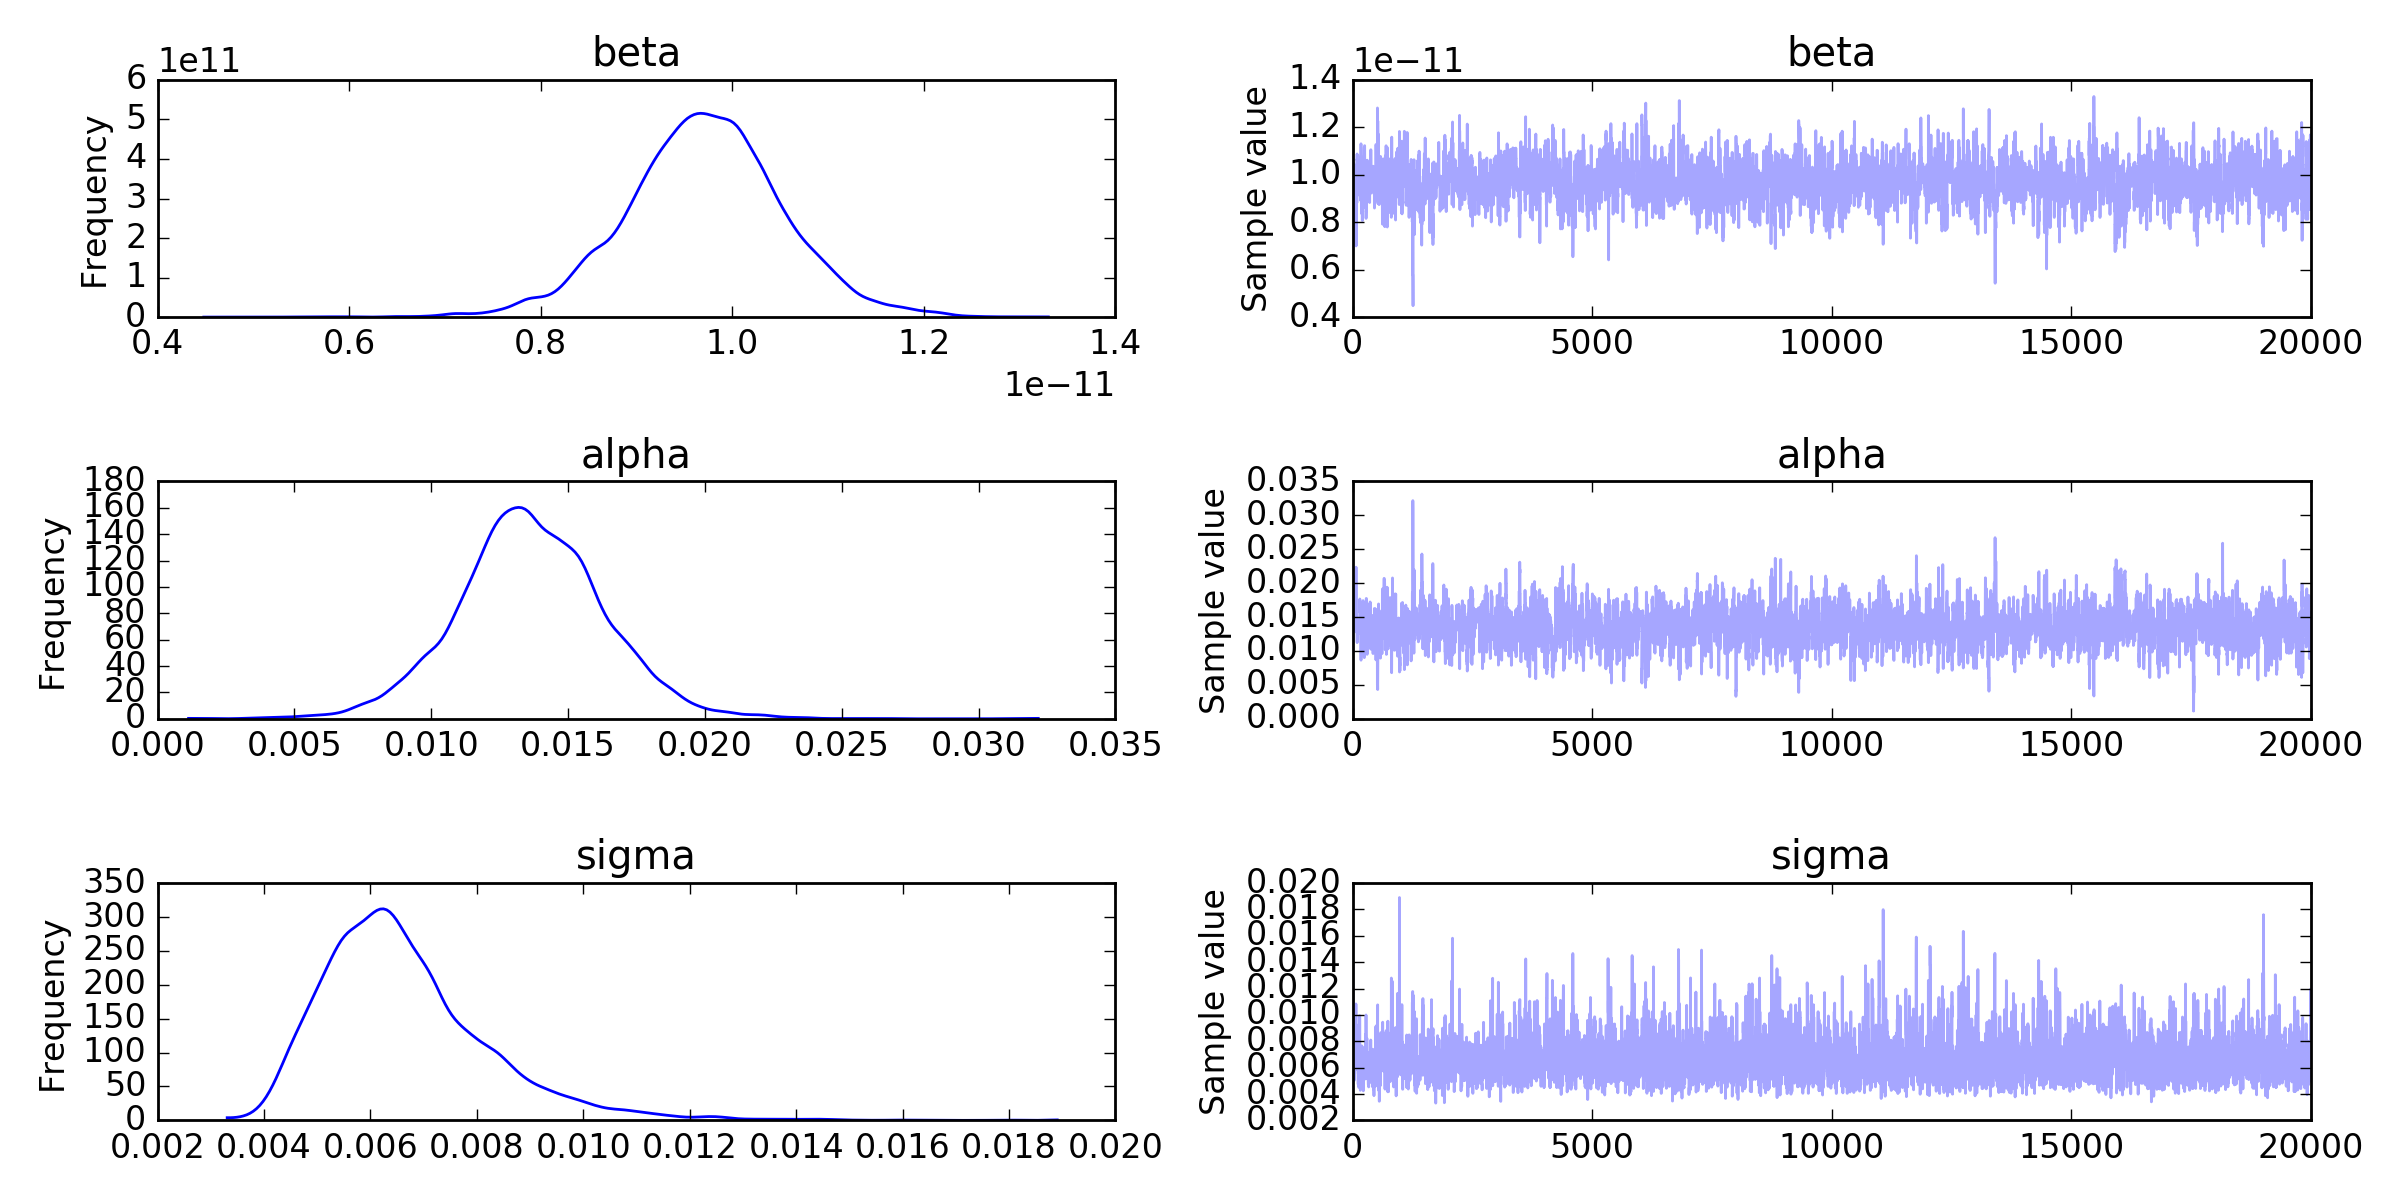 beta
1e11
6
5
4
3
2
1
0
Frequency
0.4 0.6 0.8 1.0 1.2 1.4
1e−11
beta
1e−11
1.4
1.2
1.0
0.8
0.6
0.4
Sample value
0 5000 10000 15000 20000
alpha
180
160
140
120
100
80
60
40
20
0
Frequency
0.000 0.005 0.010 0.015 0.020 0.025 0.030 0.035
alpha
0.035
0.030
0.025
0.020
0.015
0.010
0.005
0.000
Sample value
0 5000 10000 15000 20000
sigma
350
300
250
200
150
100
50
0
Frequency
0.002 0.004 0.006 0.008 0.010 0.012 0.014 0.016 0.018 0.020
sigma
0.020
0.018
0.016
0.014
0.012
0.010
0.008
0.006
0.004
0.002
Sample value
0 5000 10000 15000 20000